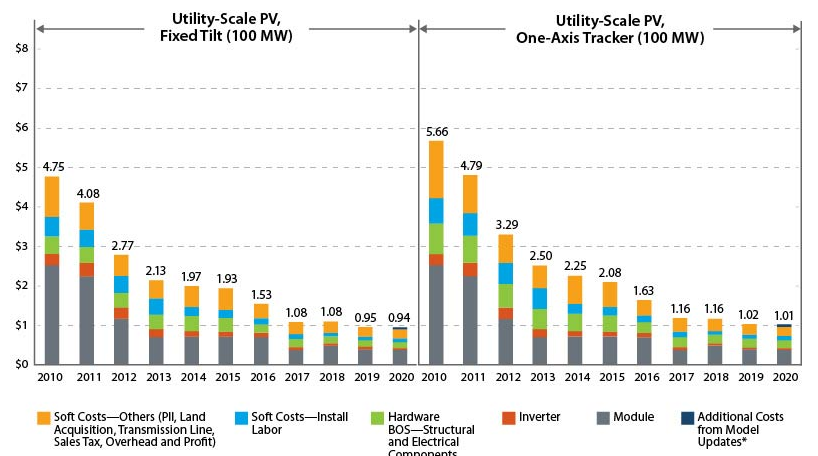 Utility-Scale PV,
Fixed Tilt (100 MW)
Utility-Scale PV,
One-Axis Tracker (100 MW)
$8
$7
$6
$5
$4
$3
$2
$1
$0
4.75
4.08
2.77
2.13
1.97
1.93
1.53
1.08
1.08
0.95
0.94
5.66
4.79
3.29
2.50
2.25
2.08
1.63
1.16
1.16
1.02
1.01
2010 2011 2012 2013 2014 2015 2016 2017 2018 2019 2020
2010 2011 2012 2013 2014 2015 2016 2017 2018 2019 2020
Soft Costs—Others (PII, Land
Acquisition, Transmission Line,
Sales Tax, Overhead and Profit)
Soft Costs—Install
Labor
Hardware
BOS—Structural
and Electrical
Components
Inverter
Module
Additional Costs
from Model
Updates*